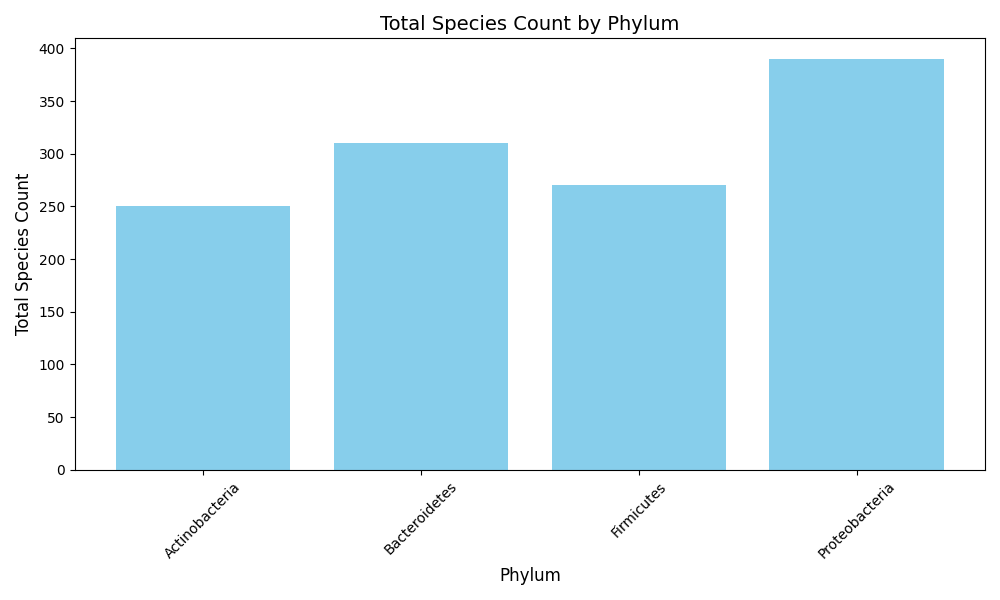 Total Species Count by Phylum
Total Species Count
400
350
300
250
200
150
100
50
0
Actinobacteria
Bacteroidetes
Firmicutes
Proteobacteria
Phylum